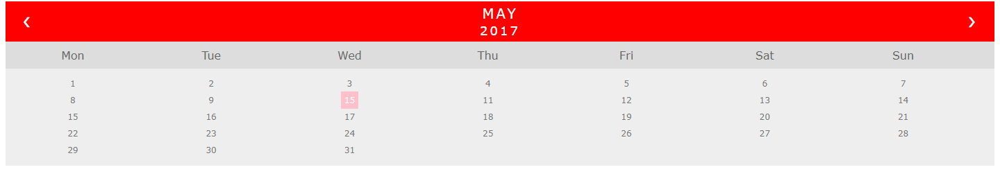 ❮ MAY ❯
2017
Mon Tue Wed Thu Fri Sat Sun
1 2 3 4 5 6 7
8 9 15 11 12 13 14
15 16 17 18 19 20 21
22 23 24 25 26 27 28
29 30 31